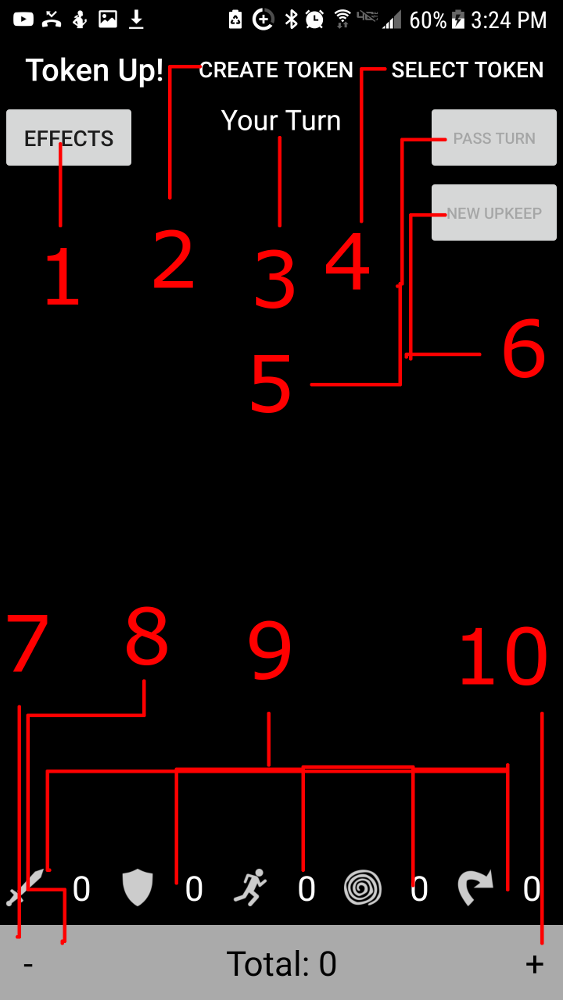 60% 3:24 PM
Token Up! CREATE TOKEN SELECT TOKEN
EFFECTS Your Turn PASS TURN
NEW UPKEEP
1 2 3 4
5 6
7 8 9 10
0 0 0 0 0
- Total: 0 +